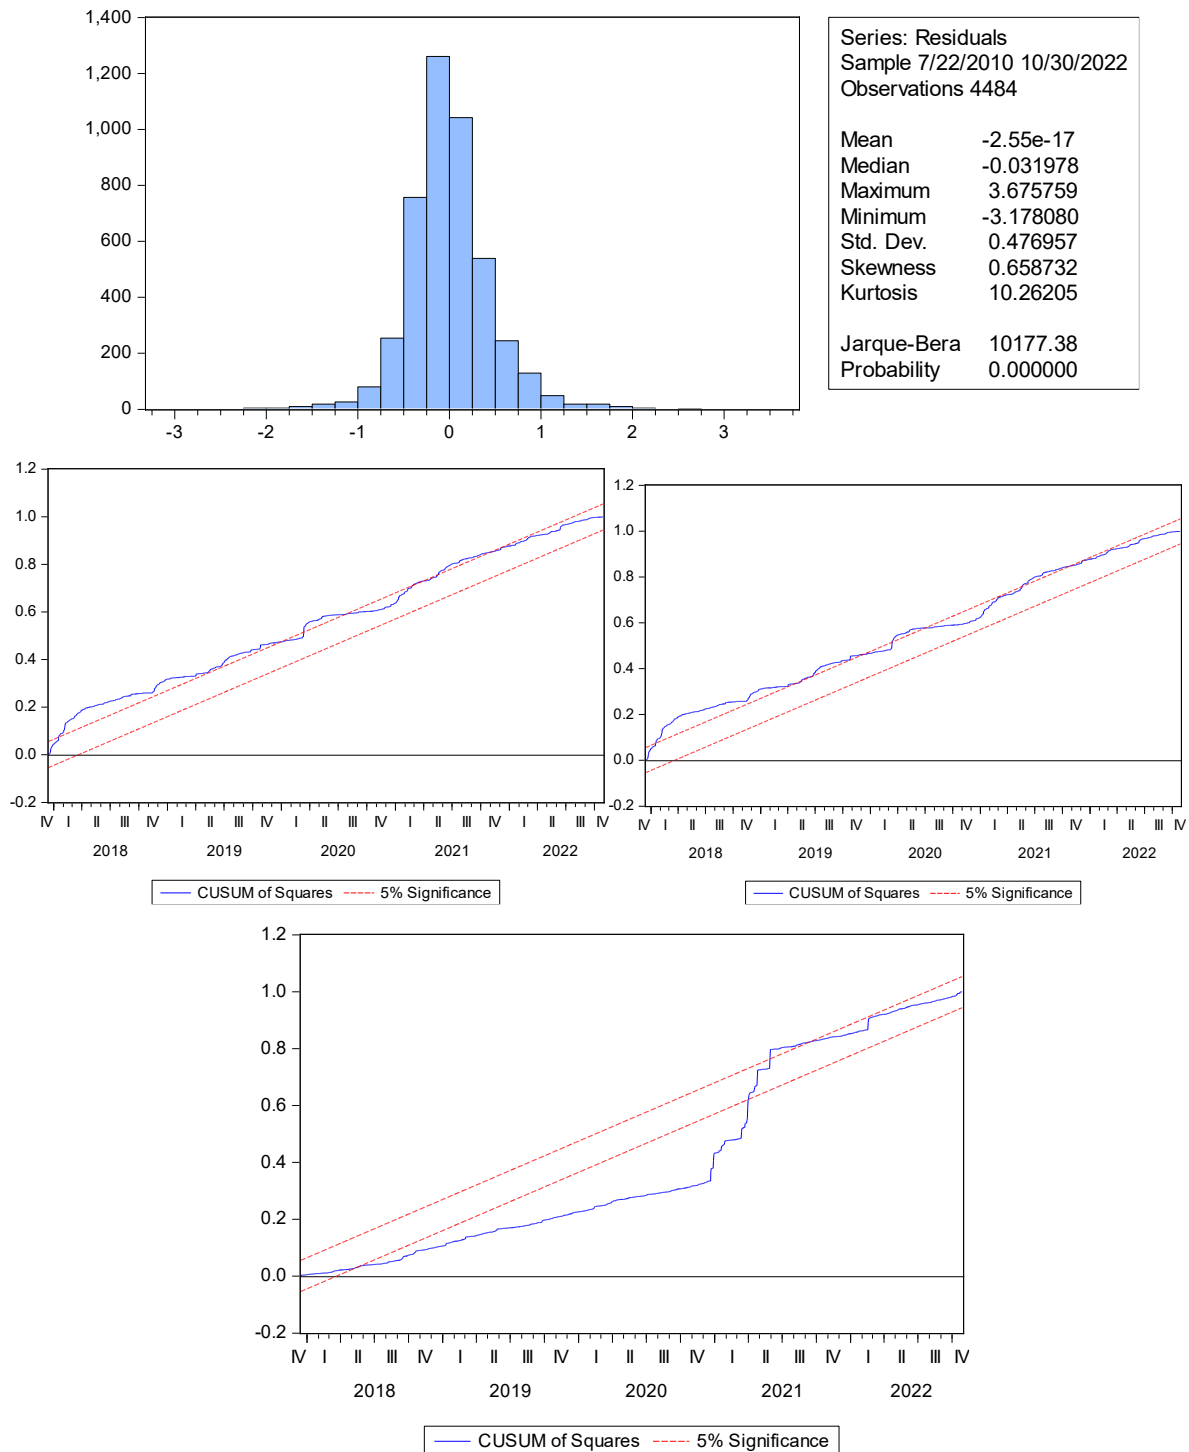 1,400
1,200
1,000
800
600
400
200
0
-3 -2 -1 0 1 2 3
Series: Residuals
Sample 7/22/2010 10/30/2022
Observations 4484
Mean -2.55e-17
Median -0.031978
Maximum 3.675759
Minimum -3.178080
Std. Dev. 0.476957
Skewness 0.658732
Kurtosis 10.26205
Jarque-Bera 10177.38
Probability 0.000000
1.2
1.0
0.8
0.6
0.4
0.2
0.0
-0.2
IV I II III IV I II III IV I II III IV I II III IV I II III IV
2018 2019 2020 2021 2022
CUSUM of Squares 5% Significance
1.2
1.0
0.8
0.6
0.4
0.2
0.0
-0.2
IV I II III IV I II III IV I II III IV I II III IV I II III IV
2018 2019 2020 2021 2022
CUSUM of Squares 5% Significance
1.2
1.0
0.8
0.6
0.4
0.2
0.0
-0.2
IV I II III IV I II III IV I II III IV I II III IV I II III IV
2018 2019 2020 2021 2022
CUSUM of Squares 5% Significance